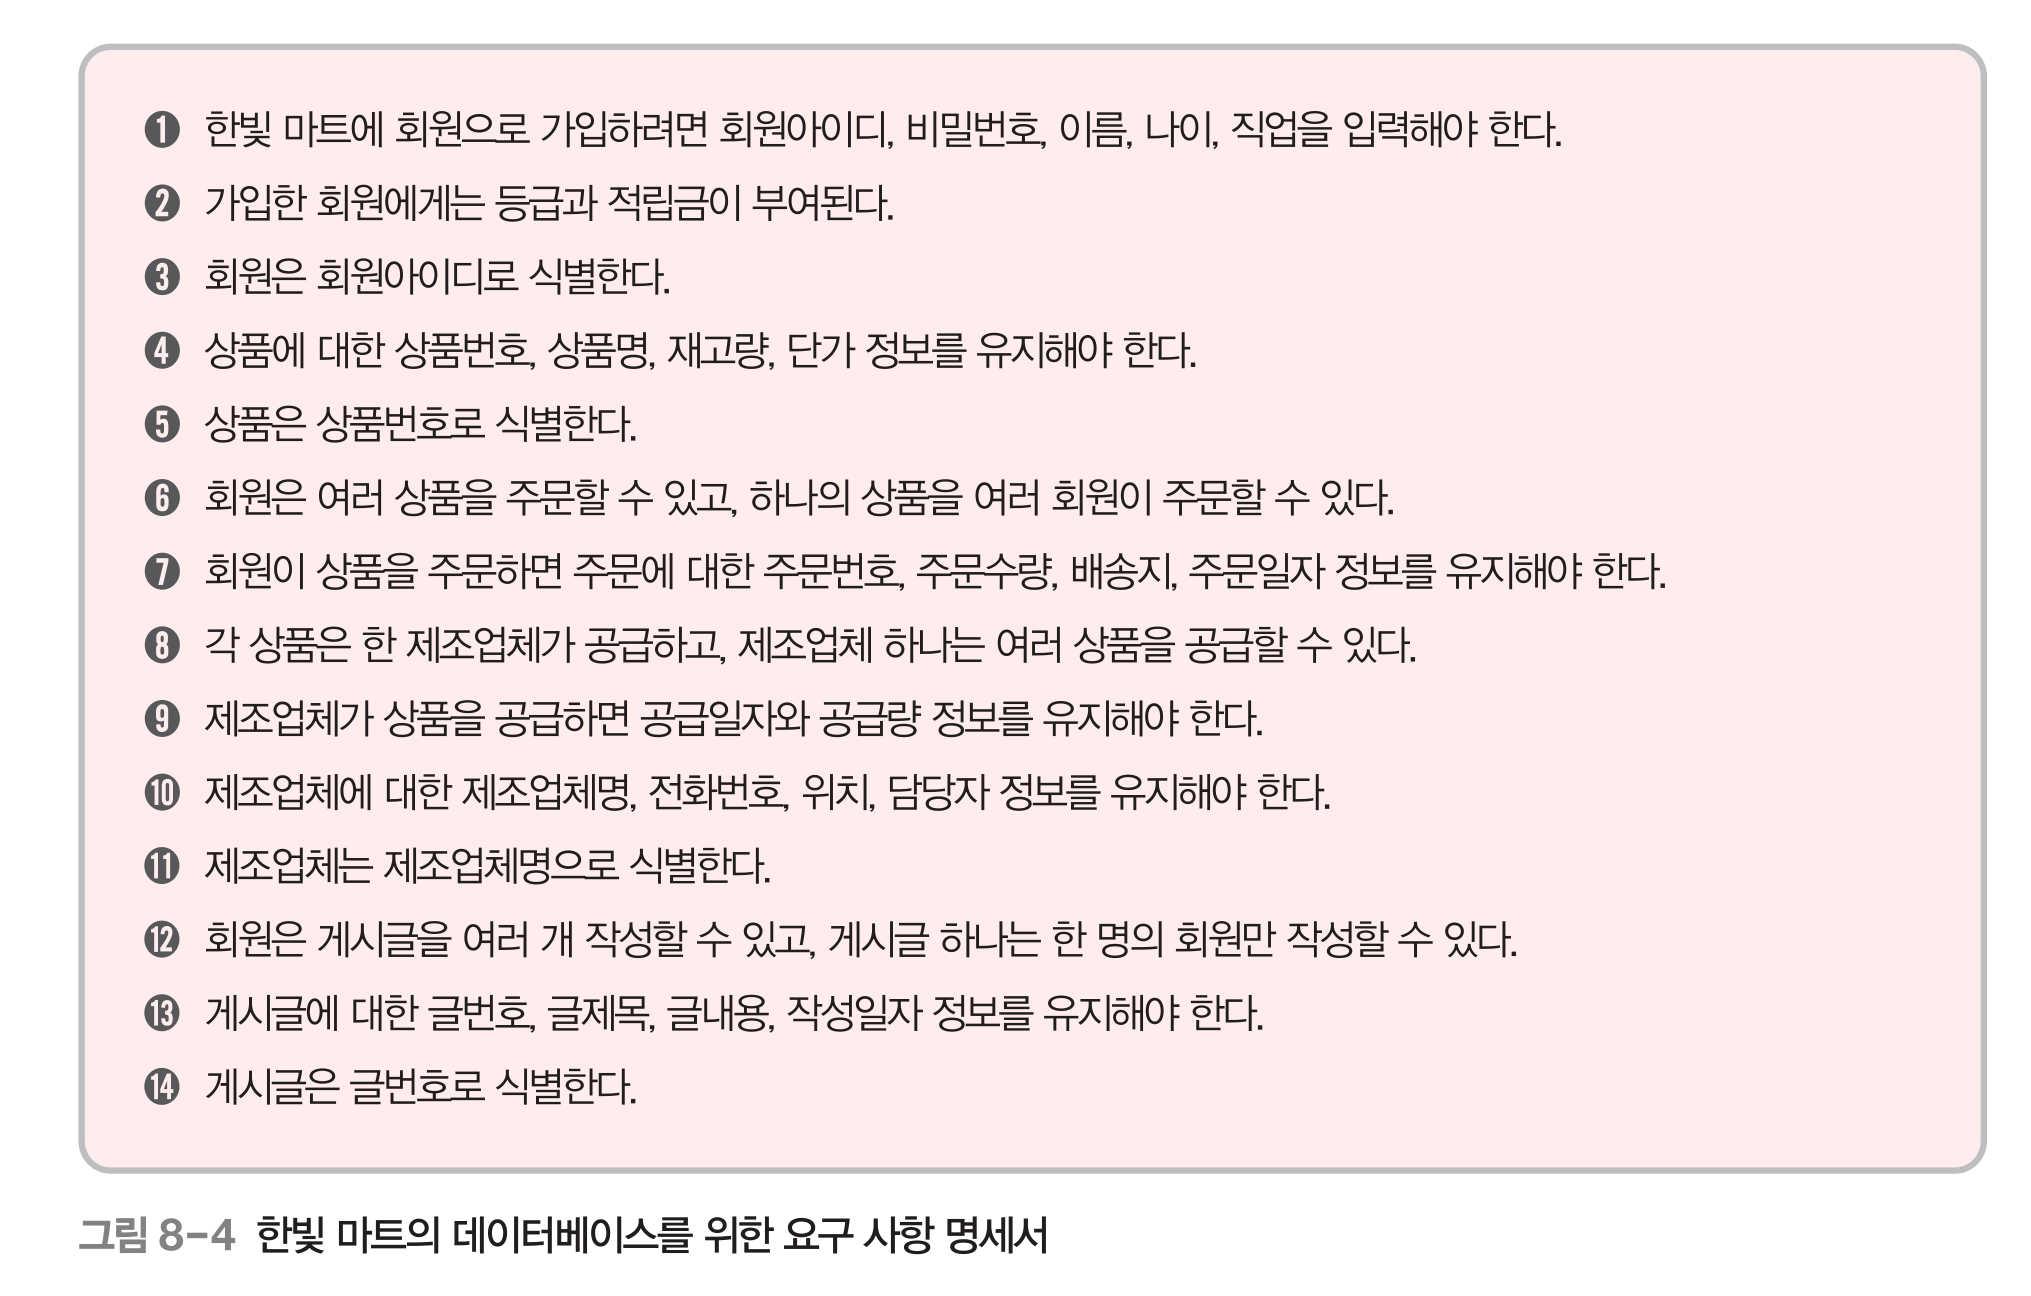 ❶ 한빛 마트에 회원으로 가입하려면 회원아이디, 비밀번호, 이름, 나이, 직업을 입력해야 한다.
❷ 가입한 회원에게는 등급과 적립금이 부여된다.
❸ 회원은 회원아이디로 식별한다.
❹ 상품에 대한 상품번호, 상품명, 재고량, 단가 정보를 유지해야 한다.
❺ 상품은 상품번호로 식별한다.
❻ 회원은 여러 상품을 주문할 수 있고, 하나의 상품을 여러 회원이 주문할 수 있다.
❼ 회원이 상품을 주문하면 주문에 대한 주문번호, 주문수량, 배송지, 주문일자 정보를 유지해야 한다.
❽ 각 상품은 한 제조업체가 공급하고, 제조업체 하나는 여러 상품을 공급할 수 있다.
❾ 제조업체가 상품을 공급하면 공급일자와 공급량 정보를 유지해야 한다.
❿ 제조업체에 대한 제조업체명, 전화번호, 위치, 담당자 정보를 유지해야 한다.
⓫ 제조업체는 제조업체명으로 식별한다.
⓬ 회원은 게시글을 여러 개 작성할 수 있고, 게시글 하나는 한 명의 회원만 작성할 수 있다.
⓭ 게시글에 대한 글번호, 글제목, 글내용, 작성일자 정보를 유지해야 한다.
⓮ 게시글은 글번호로 식별한다.
그림 8-4 한빛 마트의 데이터베이스를 위한 요구 사항 명세서